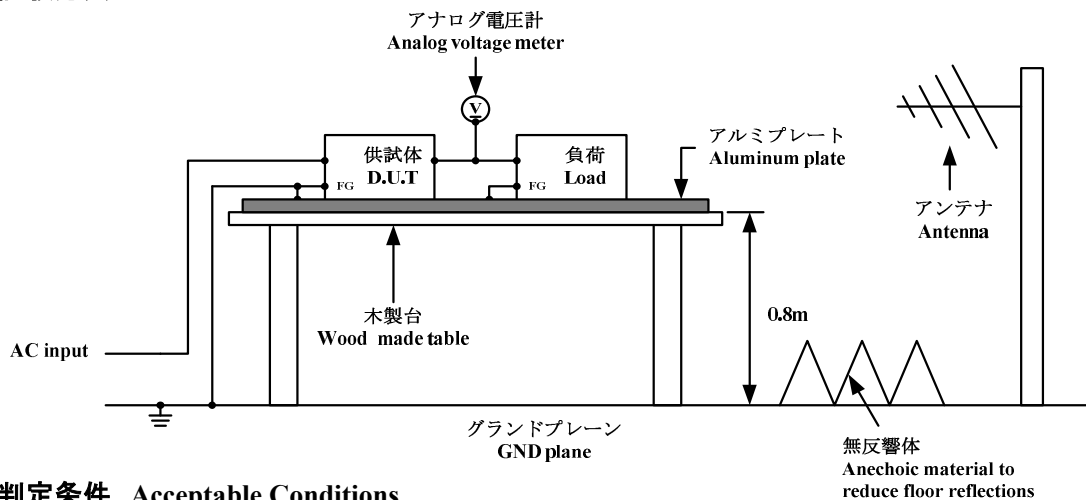 アナログ電圧計
Analog voltage meter
V
供試体
D.U.T
FG
負荷
Load
FG
アルミプレート
Aluminum plate
アンテナ
Antenna
木製台
Wood made table
0.8m
AC input
グランドプレーン
GND plane
無反響体
Anechoic material to
reduce floor reflections
判定条件 Acceptable Conditions